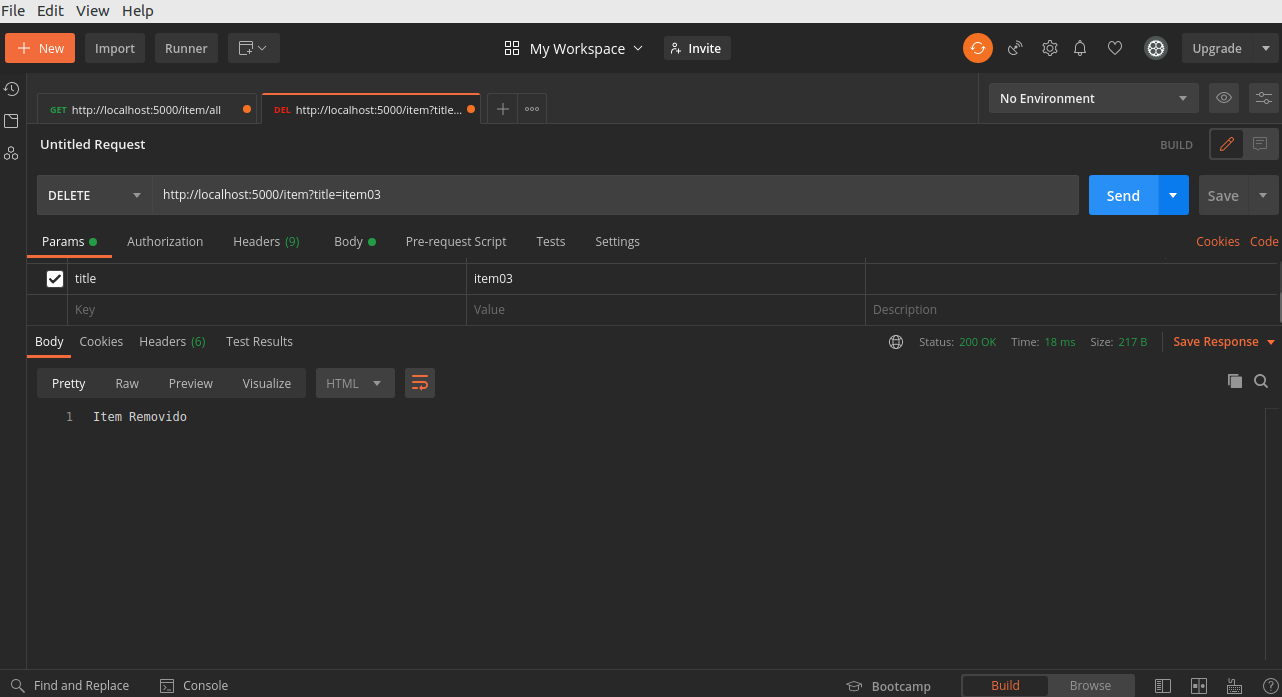 File Edit View Help
New Import Runner My Workspace Invite Upgrade
GET http://localhost:5000/item/all DEL http://localhost:5000/item?title... No Environment
Untitled Request BUILD
DELETE http://localhost:5000/item?title=item03 Send Save
Params Authorization Headers (9) Body Pre-request Script Tests Settings Cookies Code
title item03
Key Value Description
Body Cookies Headers (6) Test Results Status: 200 OK Time: 18 ms Size: 217 B Save Response
Pretty Raw Preview Visualize HTML
1 Item Removido
Find and Replace Console Bootcamp Build Browse